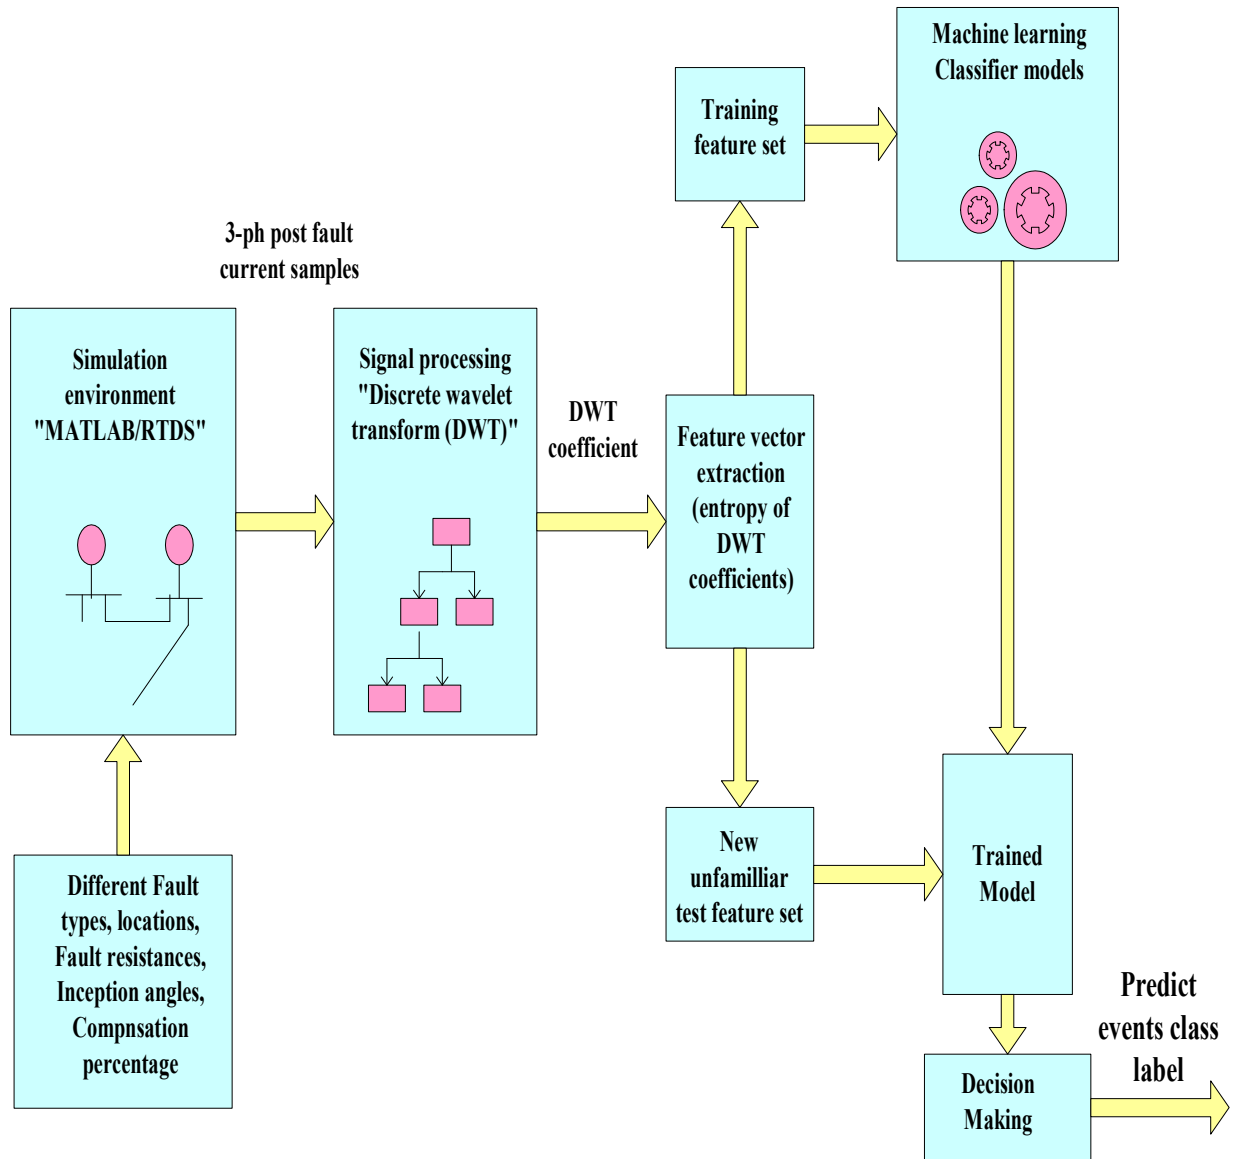 Machine learning
Classifier models
Training
feature set
3-ph post fault
current samples
Simulation
environment
"MATLAB/RTDS"
Signal processing
"Discrete wavelet
transform (DWT)"
DWT
coefficient
Feature vector
extraction
(entropy of
DWT
coefficients)
New
unfamilliar
test feature set
Trained
Model
Different Fault
types, locations,
Fault resistances,
Inception angles,
Compnsation
percentage
Predict
events class
label
Decision
Making